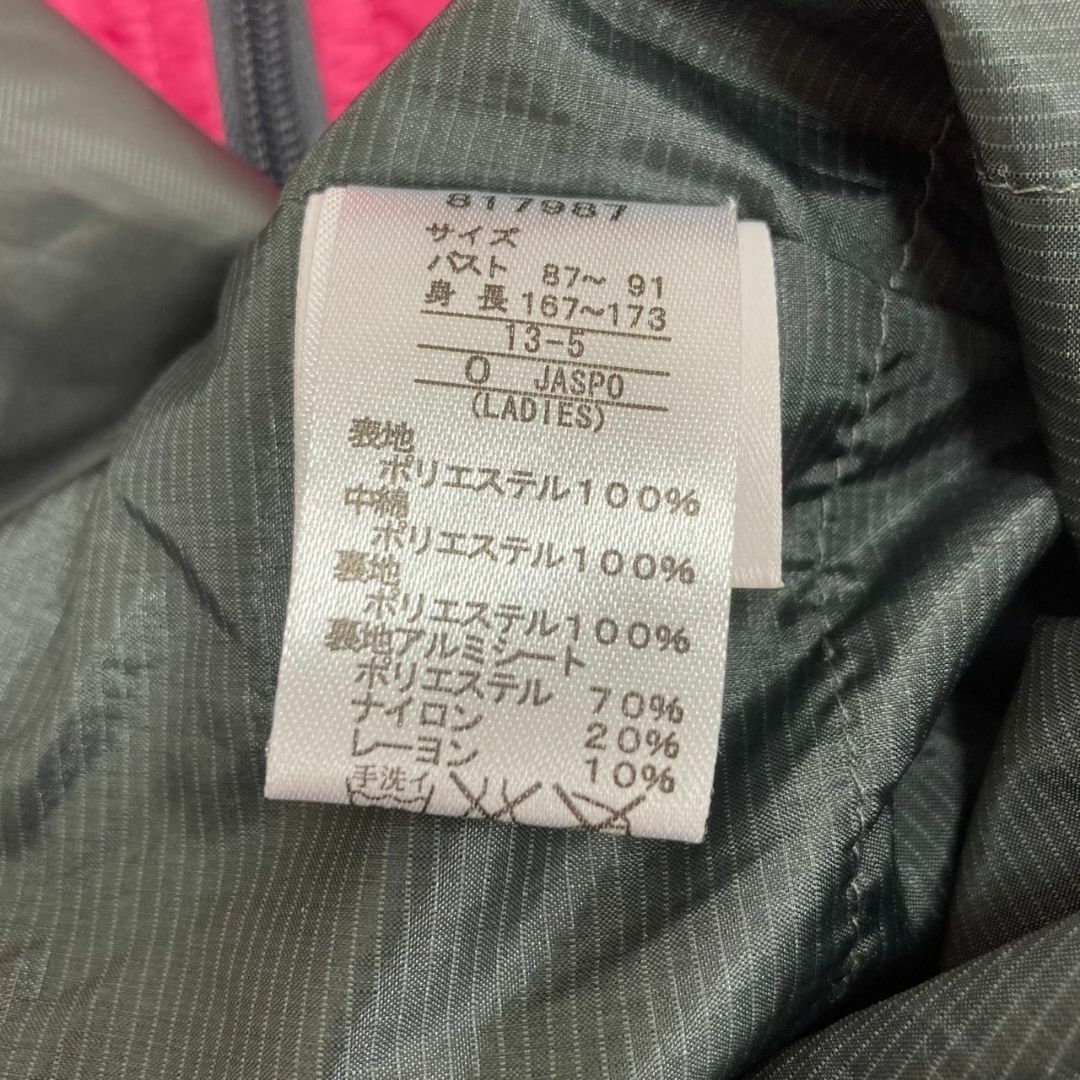 817987
サイズ
バスト 87～ 91
身 長 167～173
13-5
O JASPO
(LADIES)
表地
ポリエステル100%
中綿
ポリエステル100%
裏地
ポリエステル100%
裏地アルミシート
ポリエステル 70%
ナイロン 20%
レーヨン 10%
手洗イ